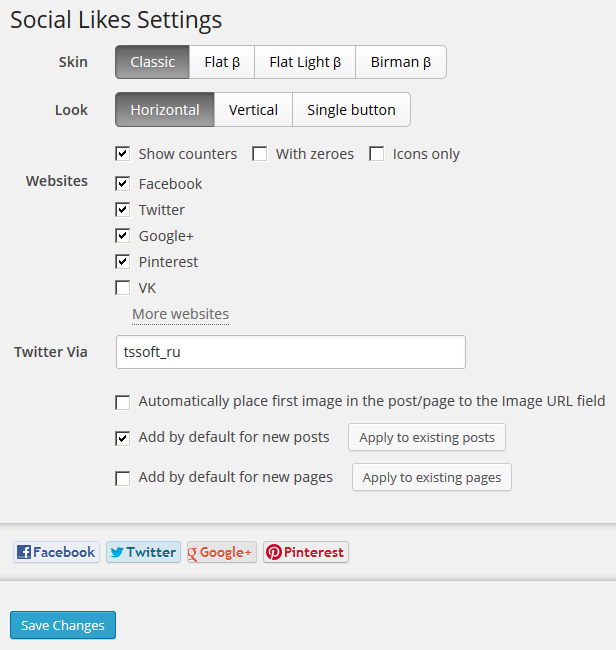 Social Likes Settings
Skin Classic Flat β Flat Light β Birman β
Look Horizontal Vertical Single button
Show counters With zeroes Icons only
Websites Facebook
Twitter
Google+
Pinterest
VK
More websites
Twitter Via tssoft_ru
Automatically place first image in the post/page to the Image URL field
Add by default for new posts Apply to existing posts
Add by default for new pages Apply to existing pages
Facebook Twitter Google+ Pinterest
Save Changes